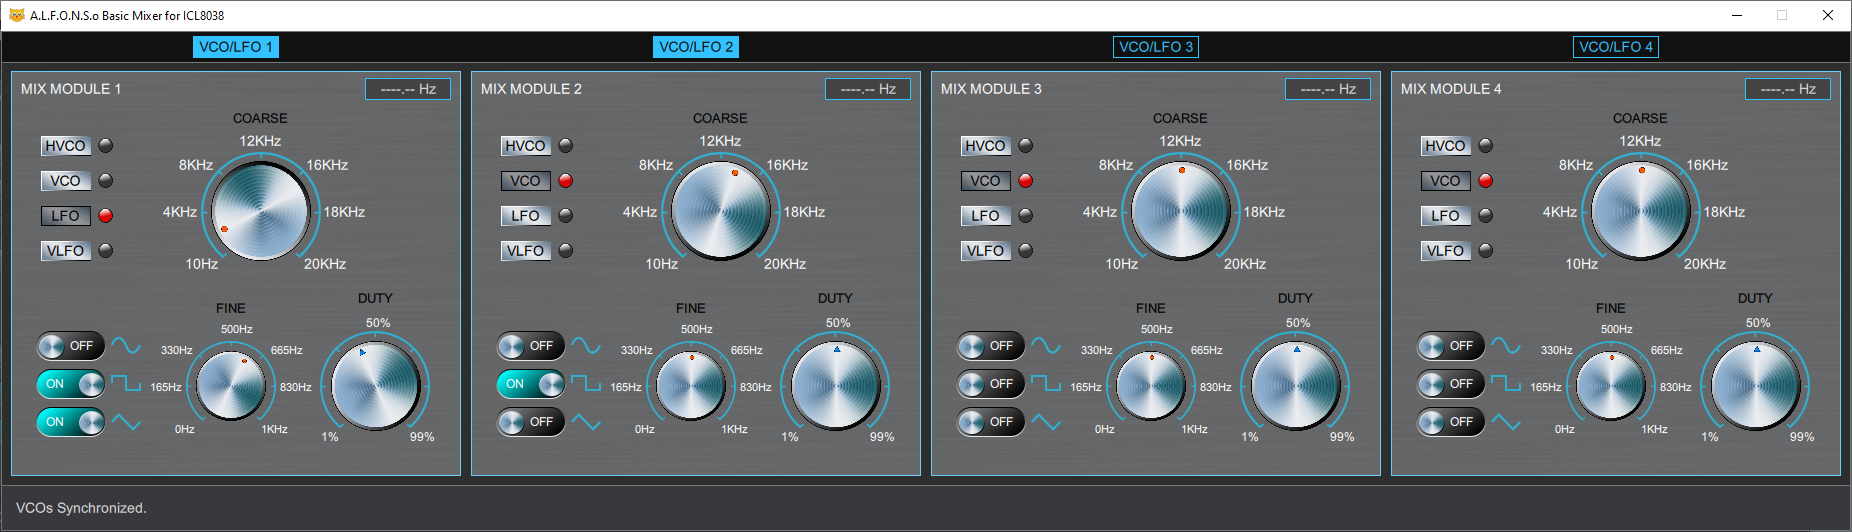 A.L.F.O.N.S.o Basic Mixer for ICL8038
VCO/LFO 1
VCO/LFO 2
VCO/LFO 3
VCO/LFO 4
MIX MODULE 1
----.-- Hz
COARSE
12KHz
HVCO
8KHz
16KHz
VCO
LFO
4KHz
18KHz
VLFO
10Hz
20KHz
DUTY
FINE
50%
500Hz
OFF
330Hz
665Hz
ON
165Hz
830Hz
ON
0Hz
1KHz
1%
99%
MIX MODULE 2
----.-- Hz
COARSE
12KHz
HVCO
8KHz
16KHz
VCO
LFO
4KHz
18KHz
VLFO
10Hz
20KHz
DUTY
FINE
50%
500Hz
OFF
330Hz
665Hz
ON
165Hz
830Hz
OFF
0Hz
1KHz
1%
99%
MIX MODULE 3
----.-- Hz
COARSE
12KHz
HVCO
8KHz
16KHz
VCO
LFO
4KHz
18KHz
VLFO
10Hz
20KHz
DUTY
FINE
50%
500Hz
OFF
330Hz
665Hz
OFF
165Hz
830Hz
OFF
0Hz
1KHz
1%
99%
MIX MODULE 4
----.-- Hz
COARSE
12KHz
HVCO
8KHz
16KHz
VCO
LFO
4KHz
18KHz
VLFO
10Hz
20KHz
DUTY
FINE
50%
500Hz
OFF
330Hz
665Hz
OFF
165Hz
830Hz
OFF
0Hz
1KHz
1%
99%
VCOs Synchronized.